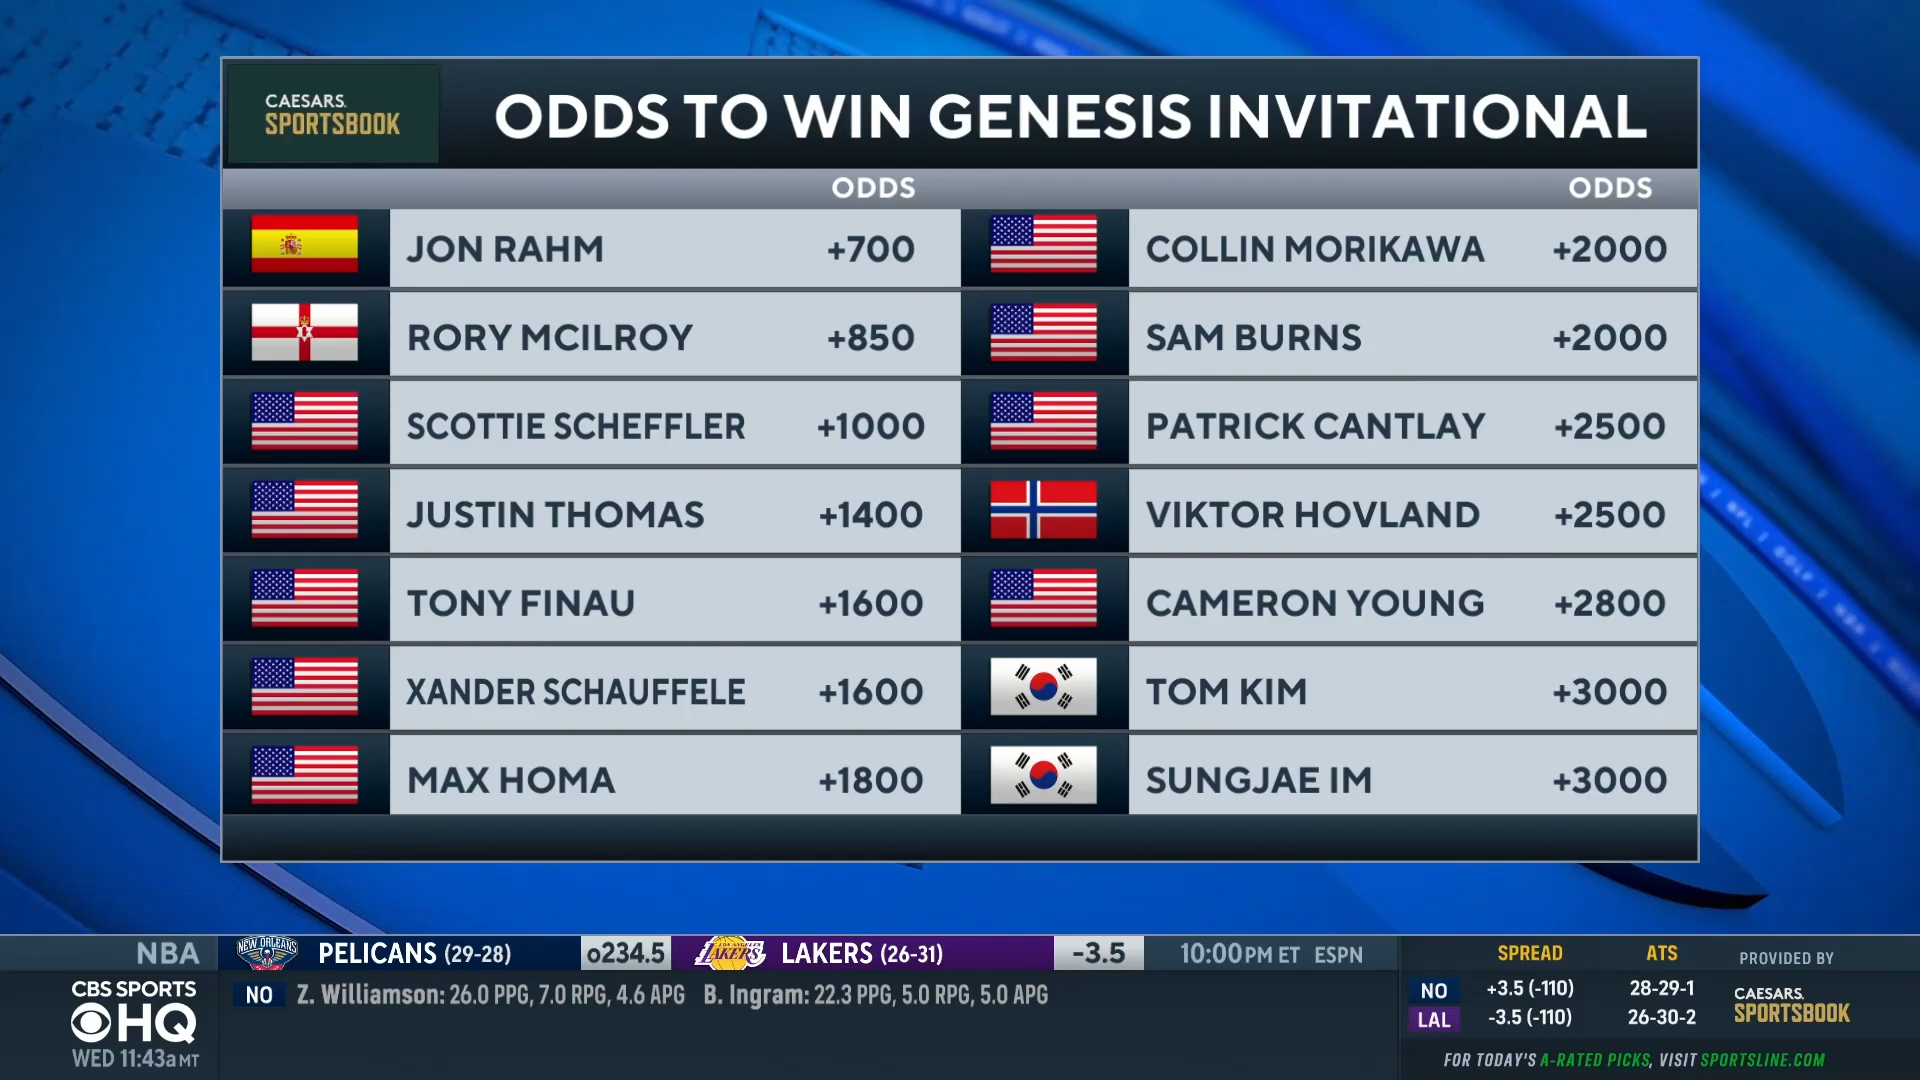 CAESARS
SPORTSBOOK
ODDS TO WIN GENESIS INVITATIONAL
ODDS
ODDS
JON RAHM +700
COLLIN MORIKAWA +2000
RORY MCILROY +850
SAM BURNS +2000
SCOTTIE SCHEFFLER +1000
PATRICK CANTLAY +2500
JUSTIN THOMAS +1400
VIKTOR HOVLAND +2500
TONY FINAU +1600
CAMERON YOUNG +2800
XANDER SCHAUFFELE +1600
TOM KIM +3000
MAX HOMA +1800
SUNGJAE IM +3000
NBA
NEW ORLEANS
PELICANS (29-28) o234.5
LAKERS
LAKERS (26-31) -3.5
10:00PM ET ESPN
CBS SPORTS
HQ
WED 11:43a MT
NO Z. Williamson: 26.0 PPG, 7.0 RPG, 4.6 APG B. Ingram: 22.3 PPG, 5.0 RPG, 5.0 APG
SPREAD ATS
NO +3.5 (-110) 28-29-1
LAL -3.5 (-110) 26-30-2
PROVIDED BY
CAESARS
SPORTSBOOK
FOR TODAY'S A-RATED PICKS, VISIT SPORTSLINE.COM